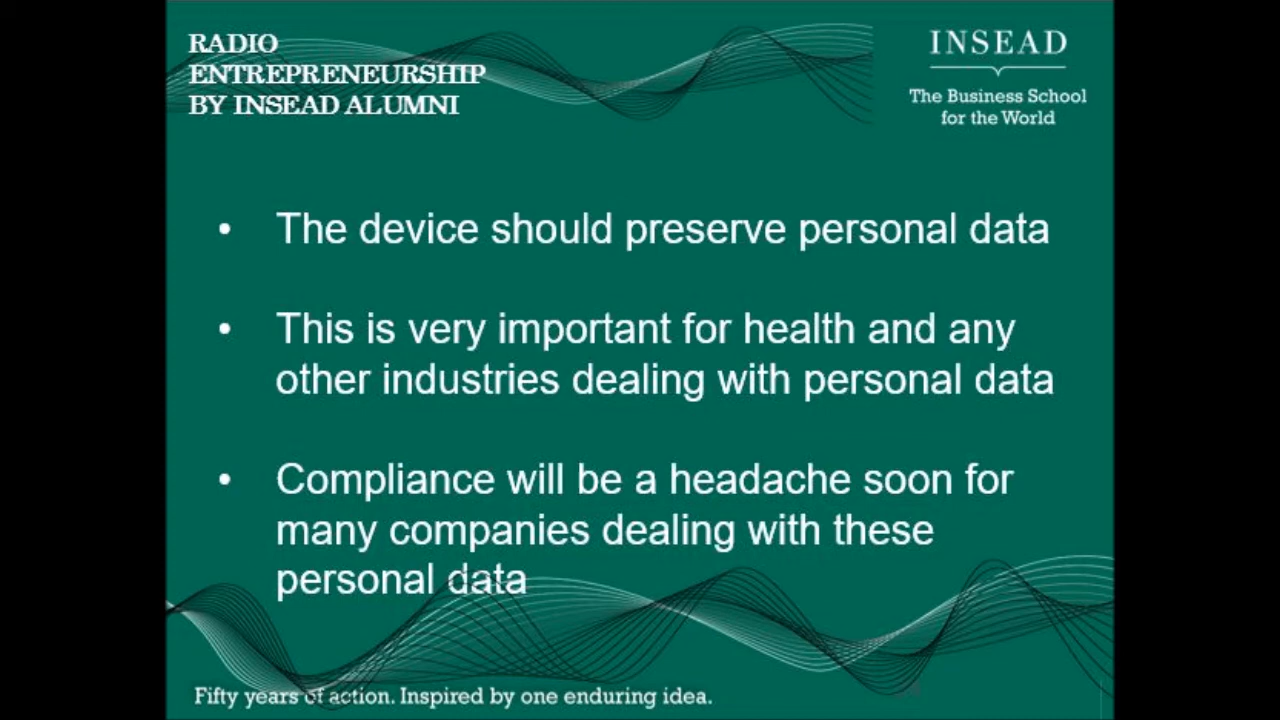 RADIO
ENTREPRENEURSHIP
BY INSEAD ALUMNI
INSEAD
The Business School
for the World
• The device should preserve personal data
• This is very important for health and any
other industries dealing with personal data
• Compliance will be a headache soon for
many companies dealing with these
personal data
Fifty years of action. Inspired by one enduring idea.